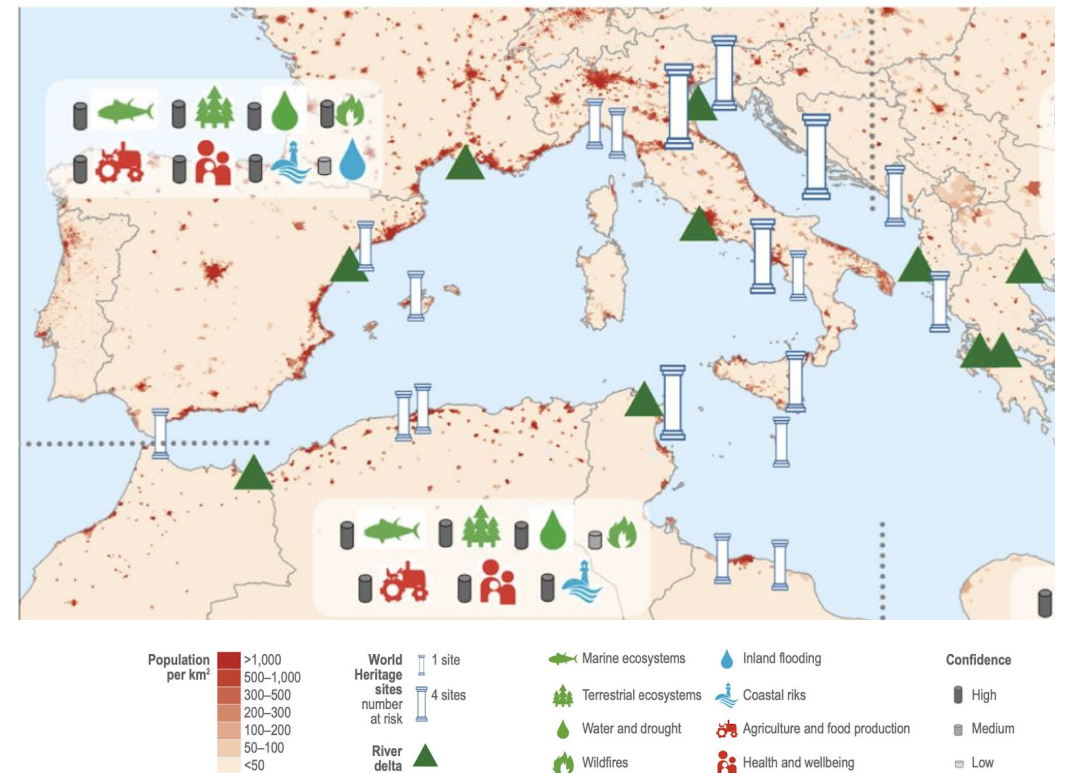 Population
per km²
>1,000
500–1,000
300–500
200–300
100–200
50–100
<50
World
Heritage
sites
number
at risk
1 site
4 sites
River
delta
Marine ecosystems
Terrestrial ecosystems
Water and drought
Wildfires
Inland flooding
Coastal riks
Agriculture and food production
Health and wellbeing
Confidence
High
Medium
Low